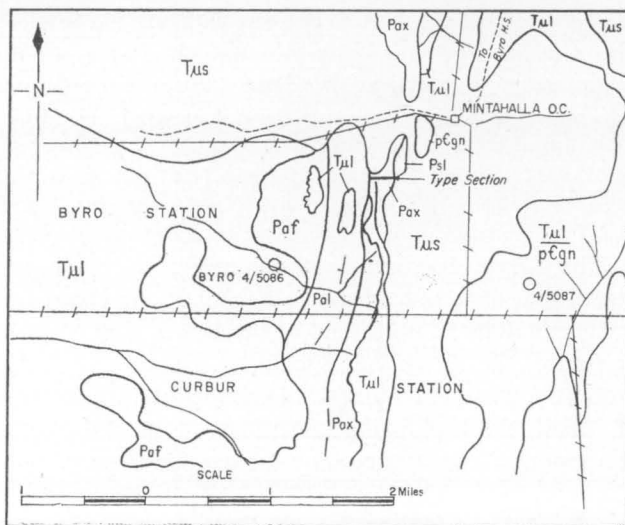 Pax
Tμl
Tμs
To
Byro H.S.
Tμl
Tμs
N
MINTAHALLA O.C.
p€gn
Tμl
Psl
Type Section
Pax
BYRO STATION
Paf
Tμs
Tμl
p€gn
Tμl
BYRO 4/5086
4/5087
Pal
CURBUR
STATION
Tμl
Pax
Paf
SCALE
1 0 1 2 Miles